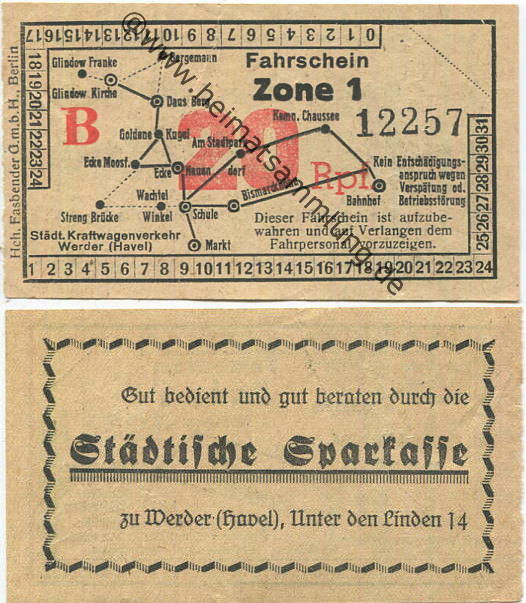 17 16 15 14 13 12 11 10 9 8 7 6 5 4 3 2 1 0
18
19
20
21
22
23
24
Hch. Fasbender G.m.b.H., Berlin
Glindow Franke
Bergemann
Glindow Kirche
Daus Berg
Goldene Kugel
Ecke Moosf.
Ecke
Wachtel
Winkel
Streng Brücke
Schule
Markt
Bismarckhöhe
Kemn. Chaussee
Bahnhof
Fahrschein
Zone 1
B
20
Rpf.
12257
Kein Entschädigungs-
anspruch wegen
Verspätung od.
Betriebsstörung
Städt. Kraftwagenverkehr
Werder (Havel)
Dieser Fahrschein ist aufzube-
wahren und auf Verlangen dem
Fahrpersonal vorzuzeigen.
31
30
29
28
27
26
25
1 2 3 4 5 6 7 8 9 10 11 12 13 14 15 16 17 18 19 20 21 22 23 24
@www.heimatsammlung.de
Gut bedient und gut beraten durch die
Städtische Sparkasse
zu Werder (Havel), Unter den Linden 14